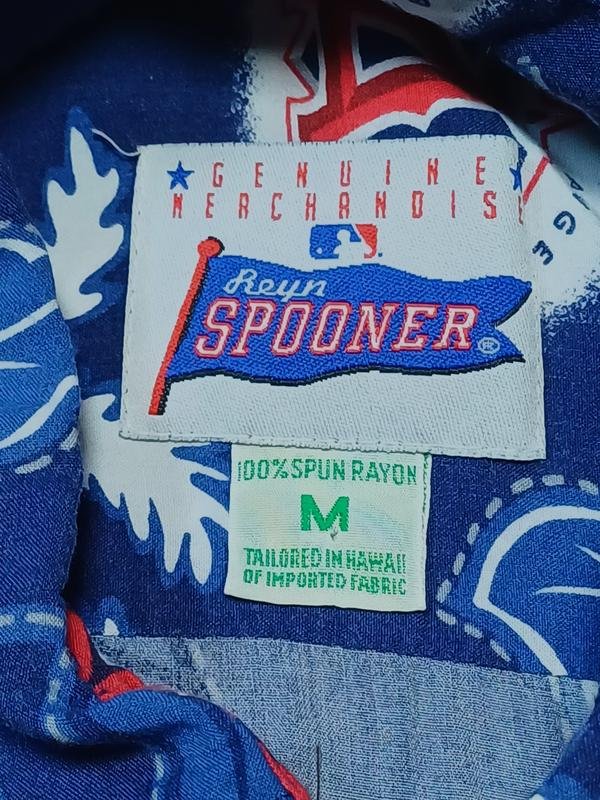 GENUINE
MERCHANDISE
Reyn
SPOONER®
100% SPUN RAYON
M
TAILORED IN HAWAII
OF IMPORTED FABRIC